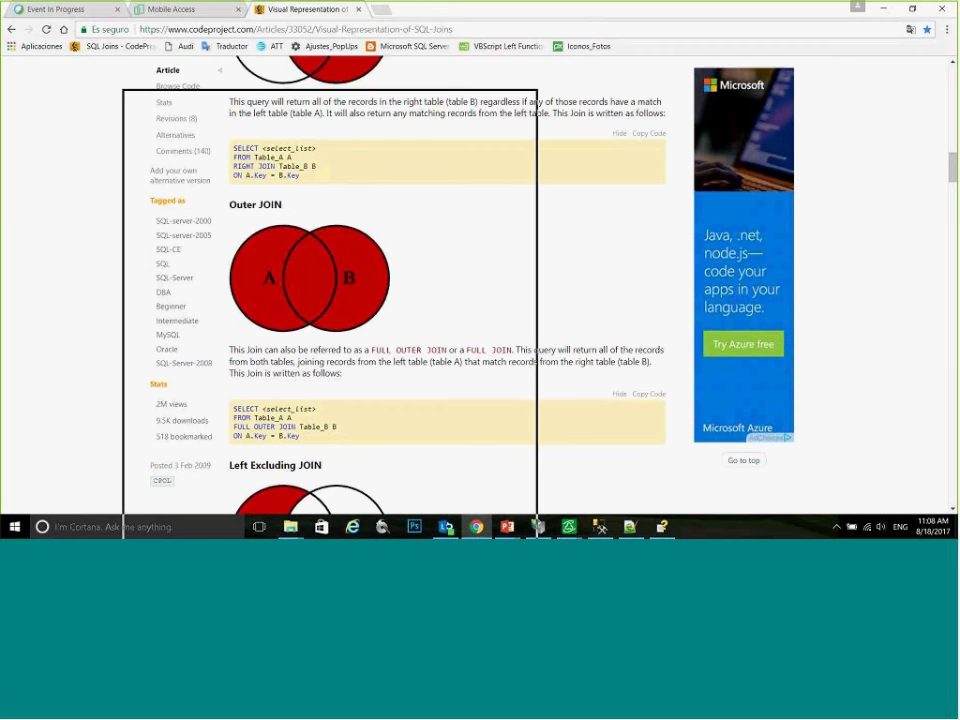 Event In Progress
Mobile Access
Visual Representation of
Es seguro
https://www.codeproject.com/Articles/33052/Visual-Representation-of-SQL-Joins
Aplicaciones
SQL Joins - CodePro
Audi
Traductor
ATT
Ajustes_PopUps
Microsoft SQL Server
VBScript Left Functio
Iconos_Fotos
Article
Browse Code
Stats
Revisions (8)
Alternatives
Comments (140)
Add your own
alternative version
Tagged as
SQL-server-2000
SQL-server-2005
SQL-CE
SQL
SQL-Server
DBA
Beginner
Intermediate
MySQL
Oracle
SQL-Server-2008
Stats
2M views
9.5K downloads
518 bookmarked
Posted 3 Feb 2009
CPOL
This query will return all of the records in the right table (table B) regardless if any of those records have a match
in the left table (table A). It will also return any matching records from the left table. This Join is written as follows:
Hide Copy Code
SELECT <select_list>
FROM Table_A A
RIGHT JOIN Table_B B
ON A.Key = B.Key
Outer JOIN
A B
This Join can also be referred to as a FULL OUTER JOIN or a FULL JOIN. This query will return all of the records
from both tables, joining records from the left table (table A) that match records from the right table (table B).
This Join is written as follows:
Hide Copy Code
SELECT <select_list>
FROM Table_A A
FULL OUTER JOIN Table_B B
ON A.Key = B.Key
Left Excluding JOIN
Microsoft
Java, .net,
node.js—
code your
apps in your
language.
Try Azure free
Microsoft Azure
AdChoices
Go to top
I'm Cortana. Ask me anything.
Ps
ENG
11:08 AM
8/18/2017